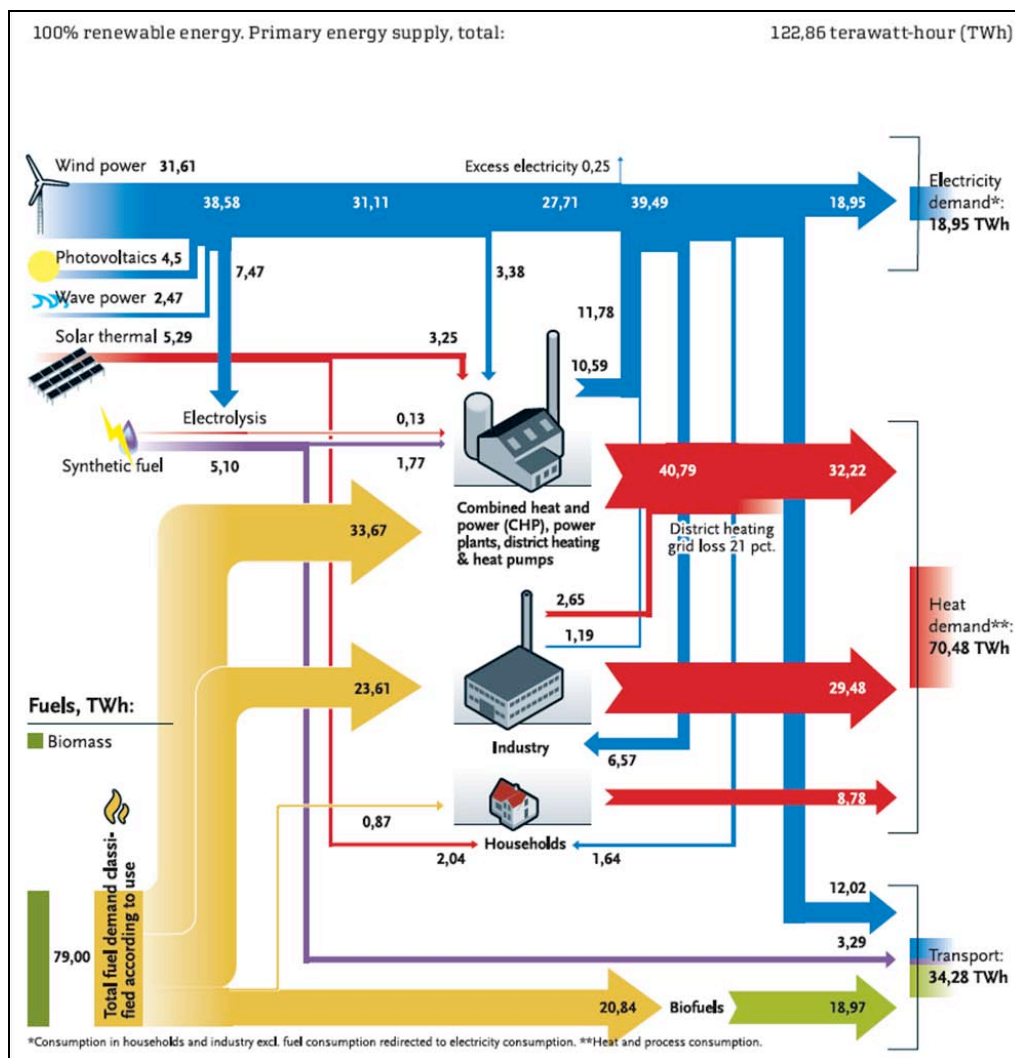 100% renewable energy. Primary energy supply, total: 122,86 terawatt-hour (TWh)
Wind power 31,61
Excess electricity 0,25
38,58 31,11 27,71 39,49 18,95
Electricity
demand*:
18,95 TWh
Photovoltaics 4,5
7,47
3,38
Wave power 2,47
11,78
Solar thermal 5,29
3,25
10,59
Electrolysis
0,13
Synthetic fuel
5,10
1,77
40,79
32,22
Combined heat and
power (CHP), power
plants, district heating
& heat pumps
District heating
grid loss 21 pct.
33,67
2,65
1,19
Heat
demand**:
70,48 TWh
23,61
29,48
Fuels, TWh:
Biomass
Industry
6,57
0,87
8,78
Households
2,04
1,64
Total fuel demand classi-
fied according to use
79,00
12,02
3,29
Transport:
34,28 TWh
20,84
Biofuels
18,97
*Consumption in households and industry excl. fuel consumption redirected to electricity consumption. **Heat and process consumption.